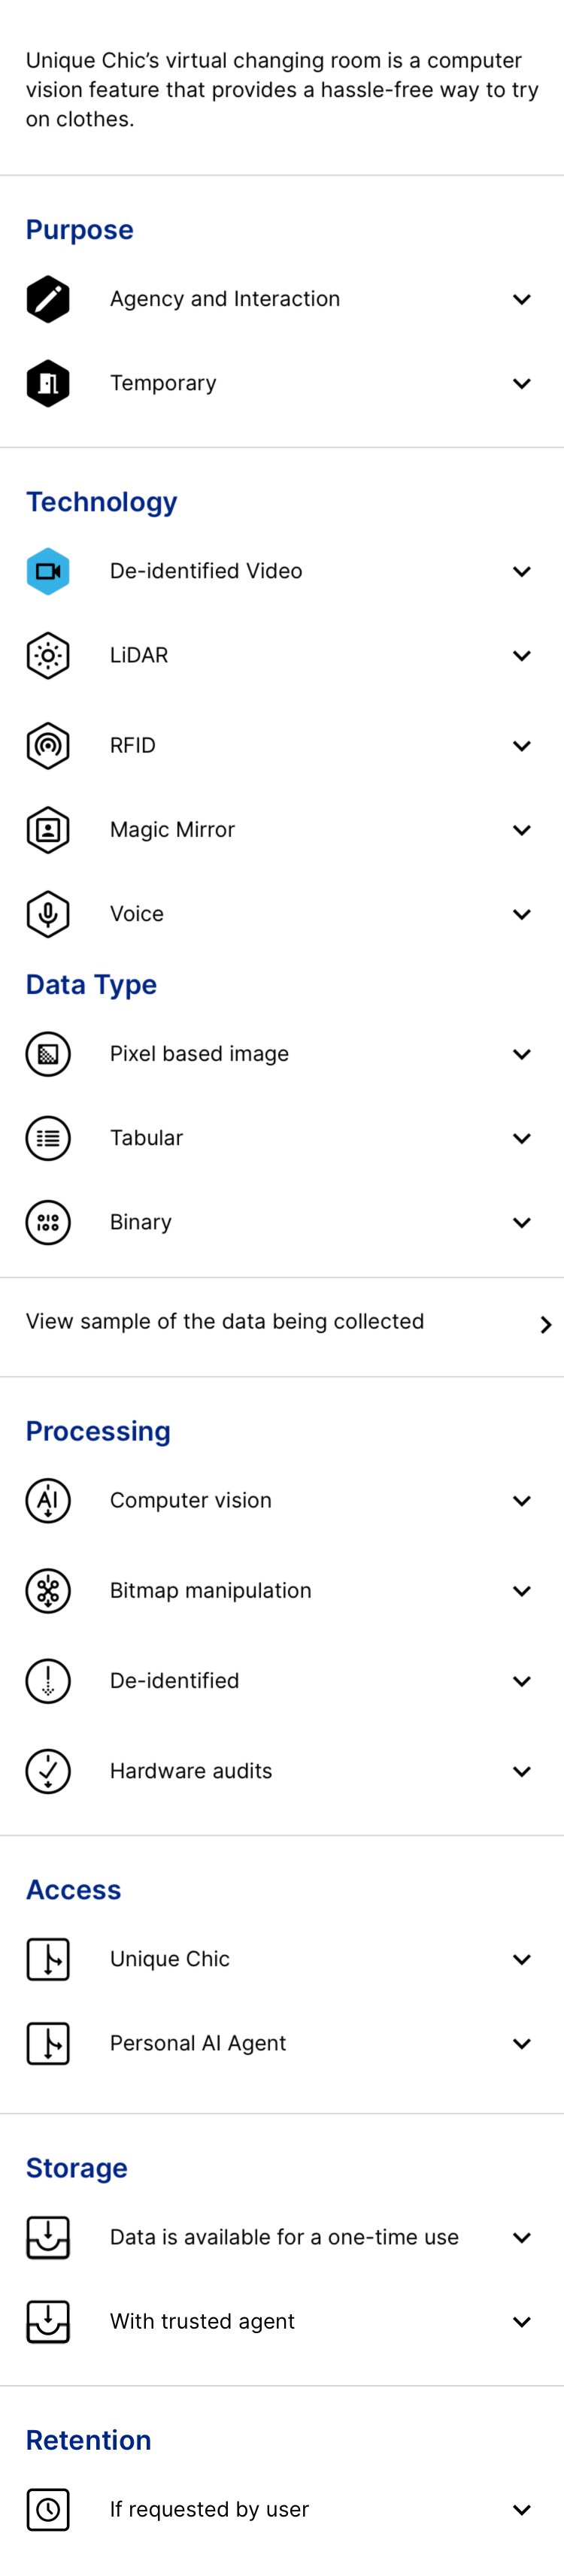 Unique Chic’s virtual changing room is a computer
vision feature that provides a hassle-free way to try
on clothes.
Purpose
Agency and Interaction
Temporary
Technology
De-identified Video
LiDAR
RFID
Magic Mirror
Voice
Data Type
Pixel based image
Tabular
Binary
View sample of the data being collected
Processing
AI
Computer vision
Bitmap manipulation
De-identified
Hardware audits
Access
Unique Chic
Personal AI Agent
Storage
Data is available for a one-time use
With trusted agent
Retention
If requested by user